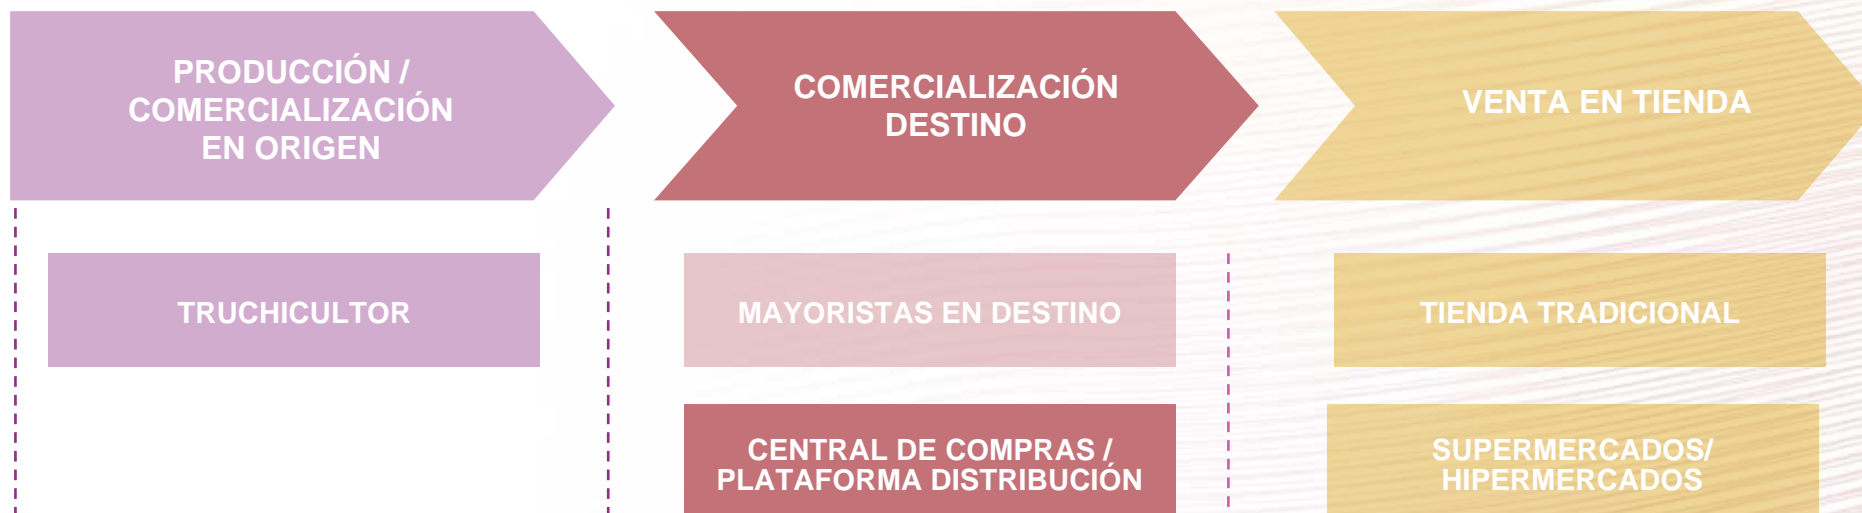 PRODUCCIÓN /
COMERCIALIZACIÓN
EN ORIGEN
COMERCIALIZACIÓN
DESTINO
VENTA EN TIENDA
TRUCHICULTOR
MAYORISTAS EN DESTINO
TIENDA TRADICIONAL
CENTRAL DE COMPRAS /
PLATAFORMA DISTRIBUCIÓN
SUPERMERCADOS/
HIPERMERCADOS